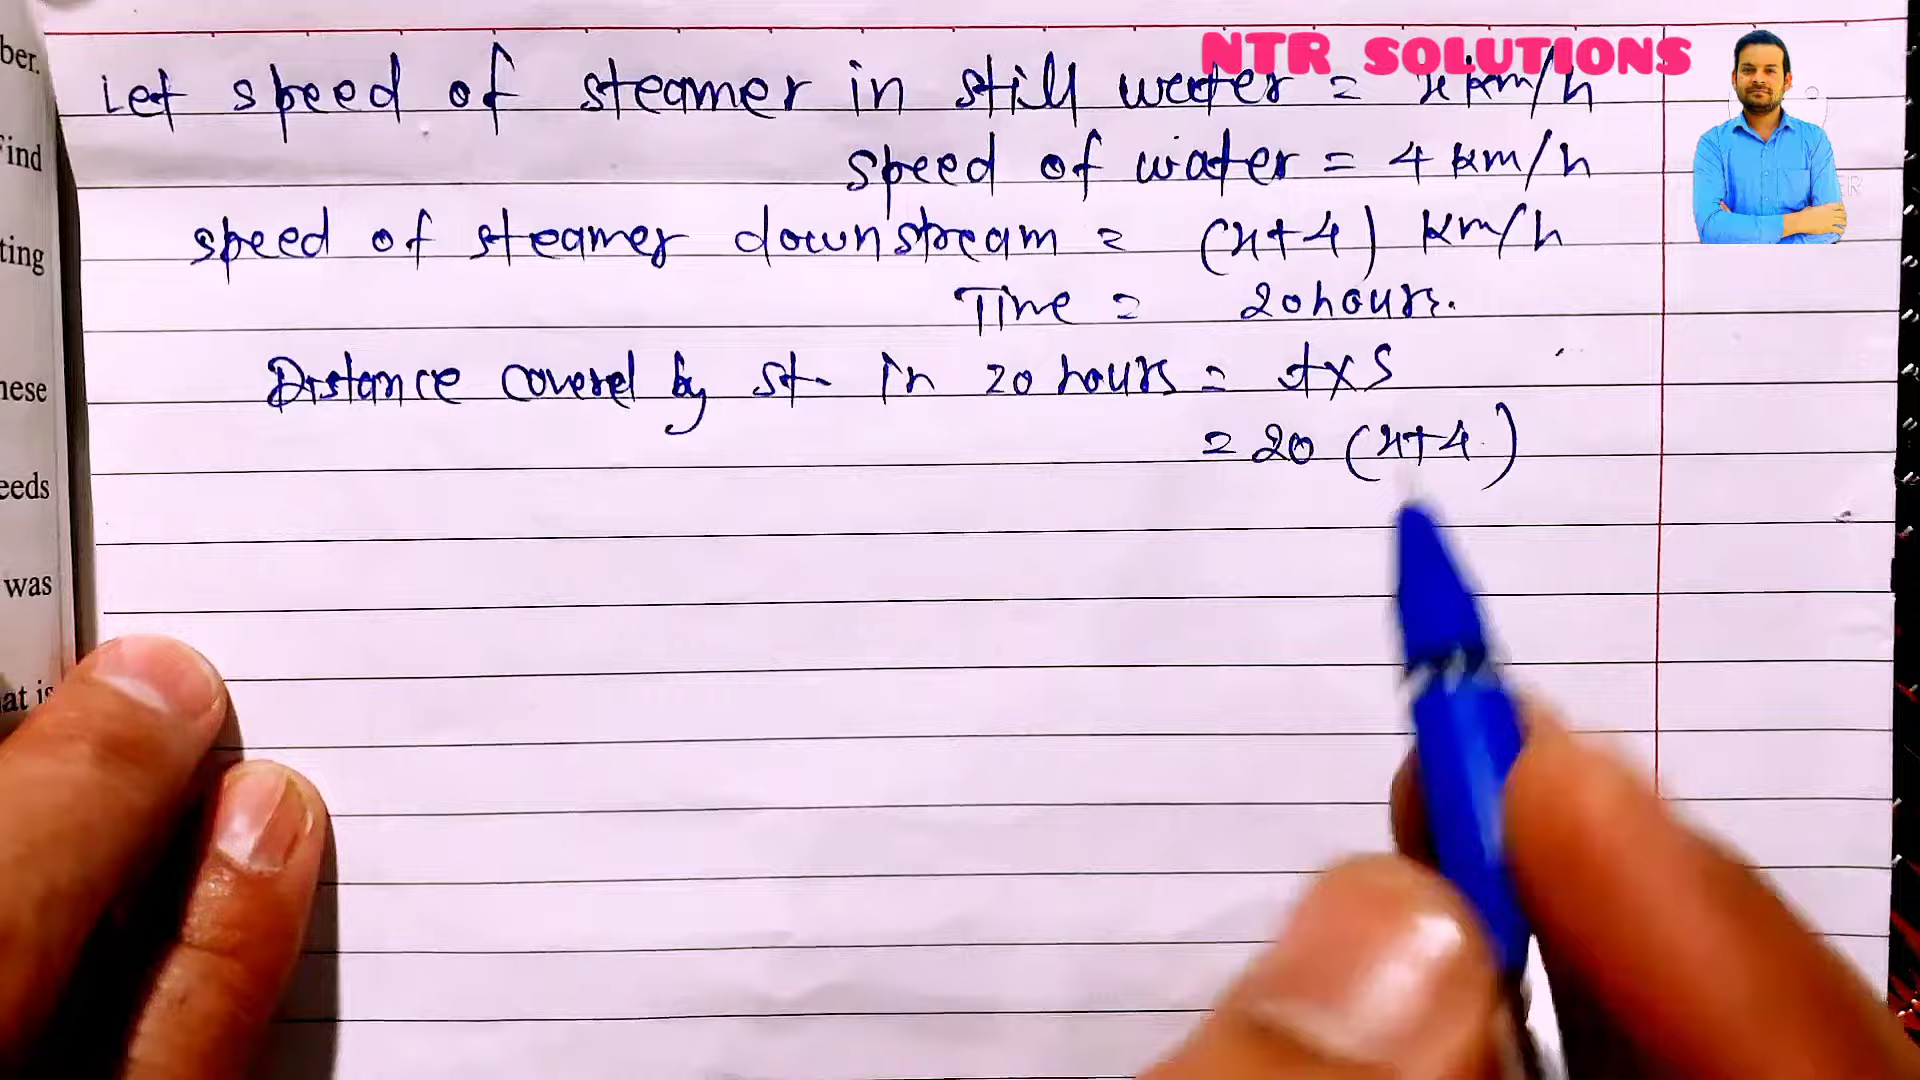 NTR SOLUTIONS
Let speed of steamer in still water = x km/h
speed of water = 4 km/h
speed of steamer downstream = (x+4) km/h
Time = 20 hours.
Distance covered by st. in 20 hours = t×s
= 20 (x+4)
ber.
Find
ting
hese
eeds
was
at is